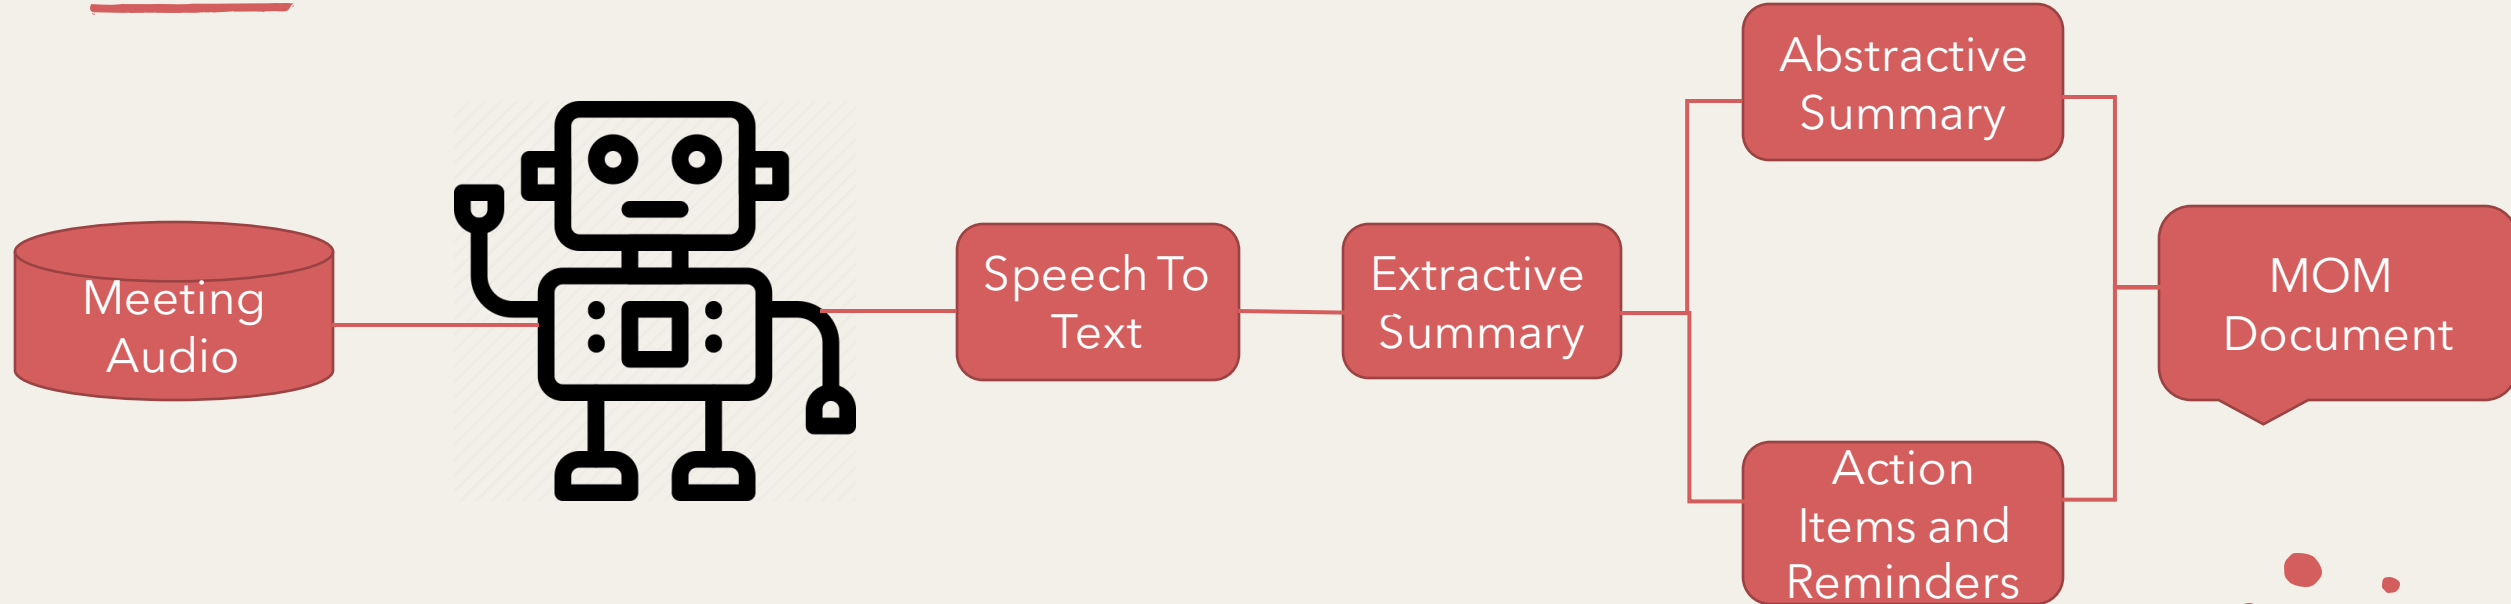 Meeting
Audio
Speech To
Text
Extractive
Summary
Abstractive
Summary
Action
Items and
Reminders
MOM
Document